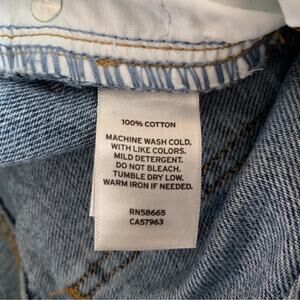 100% COTTON
MACHINE WASH COLD,
WITH LIKE COLORS.
MILD DETERGENT.
DO NOT BLEACH.
TUMBLE DRY LOW.
WARM IRON IF NEEDED.
RN58665
CA57963